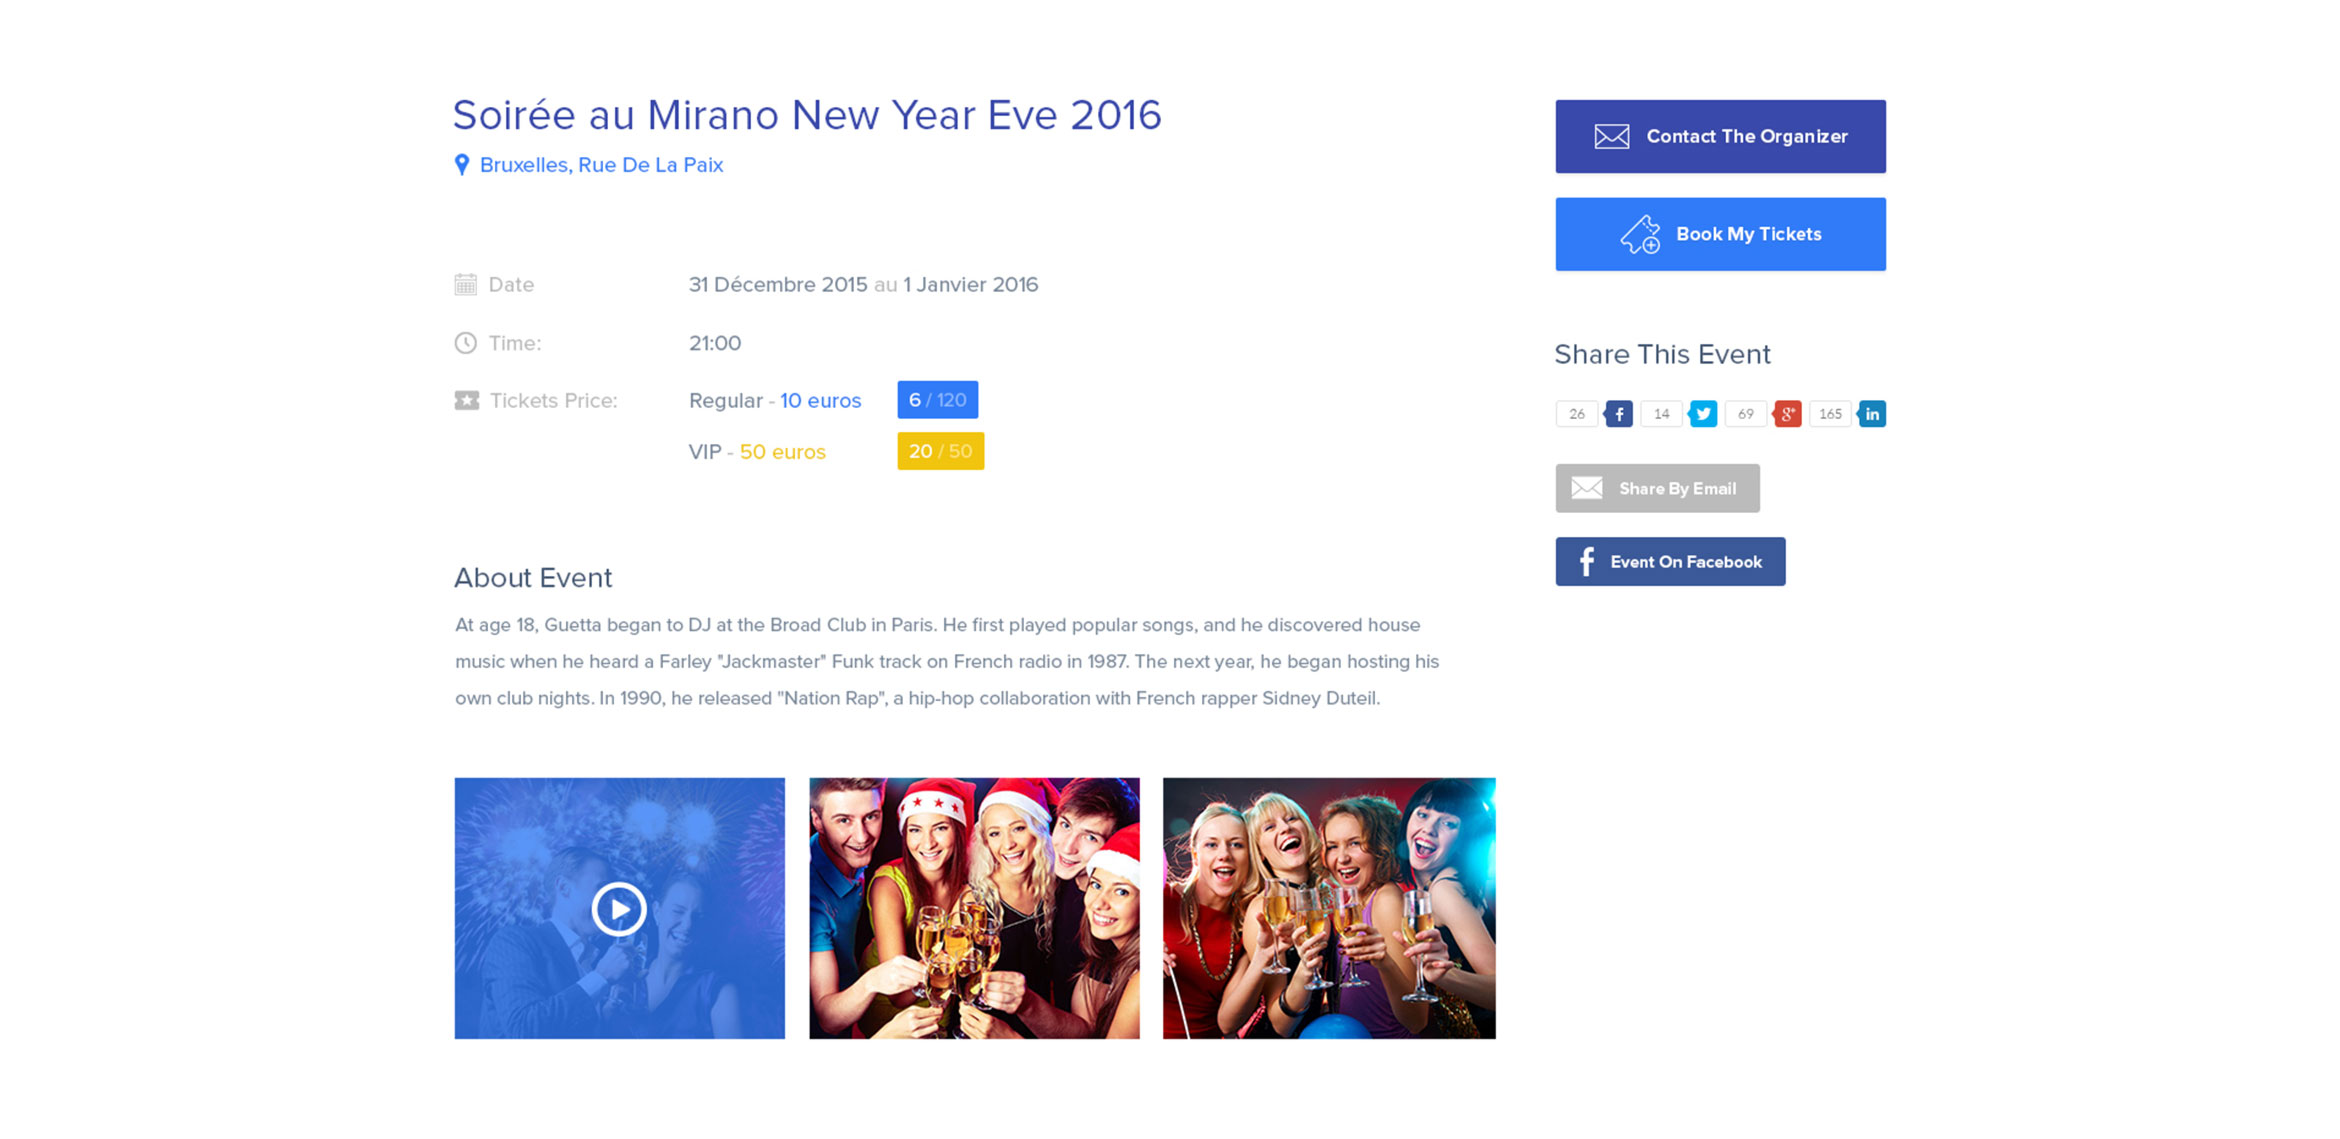 Soirée au Mirano New Year Eve 2016
Bruxelles, Rue De La Paix
Date 31 Décembre 2015 au 1 Janvier 2016
Time: 21:00
Tickets Price: Regular - 10 euros 6 / 120
VIP - 50 euros 20 / 50
About Event
At age 18, Guetta began to DJ at the Broad Club in Paris. He first played popular songs, and he discovered house
music when he heard a Farley "Jackmaster" Funk track on French radio in 1987. The next year, he began hosting his
own club nights. In 1990, he released "Nation Rap", a hip-hop collaboration with French rapper Sidney Duteil.
Contact The Organizer
Book My Tickets
Share This Event
26 f 14 69 g+ 165 in
Share By Email
f Event On Facebook